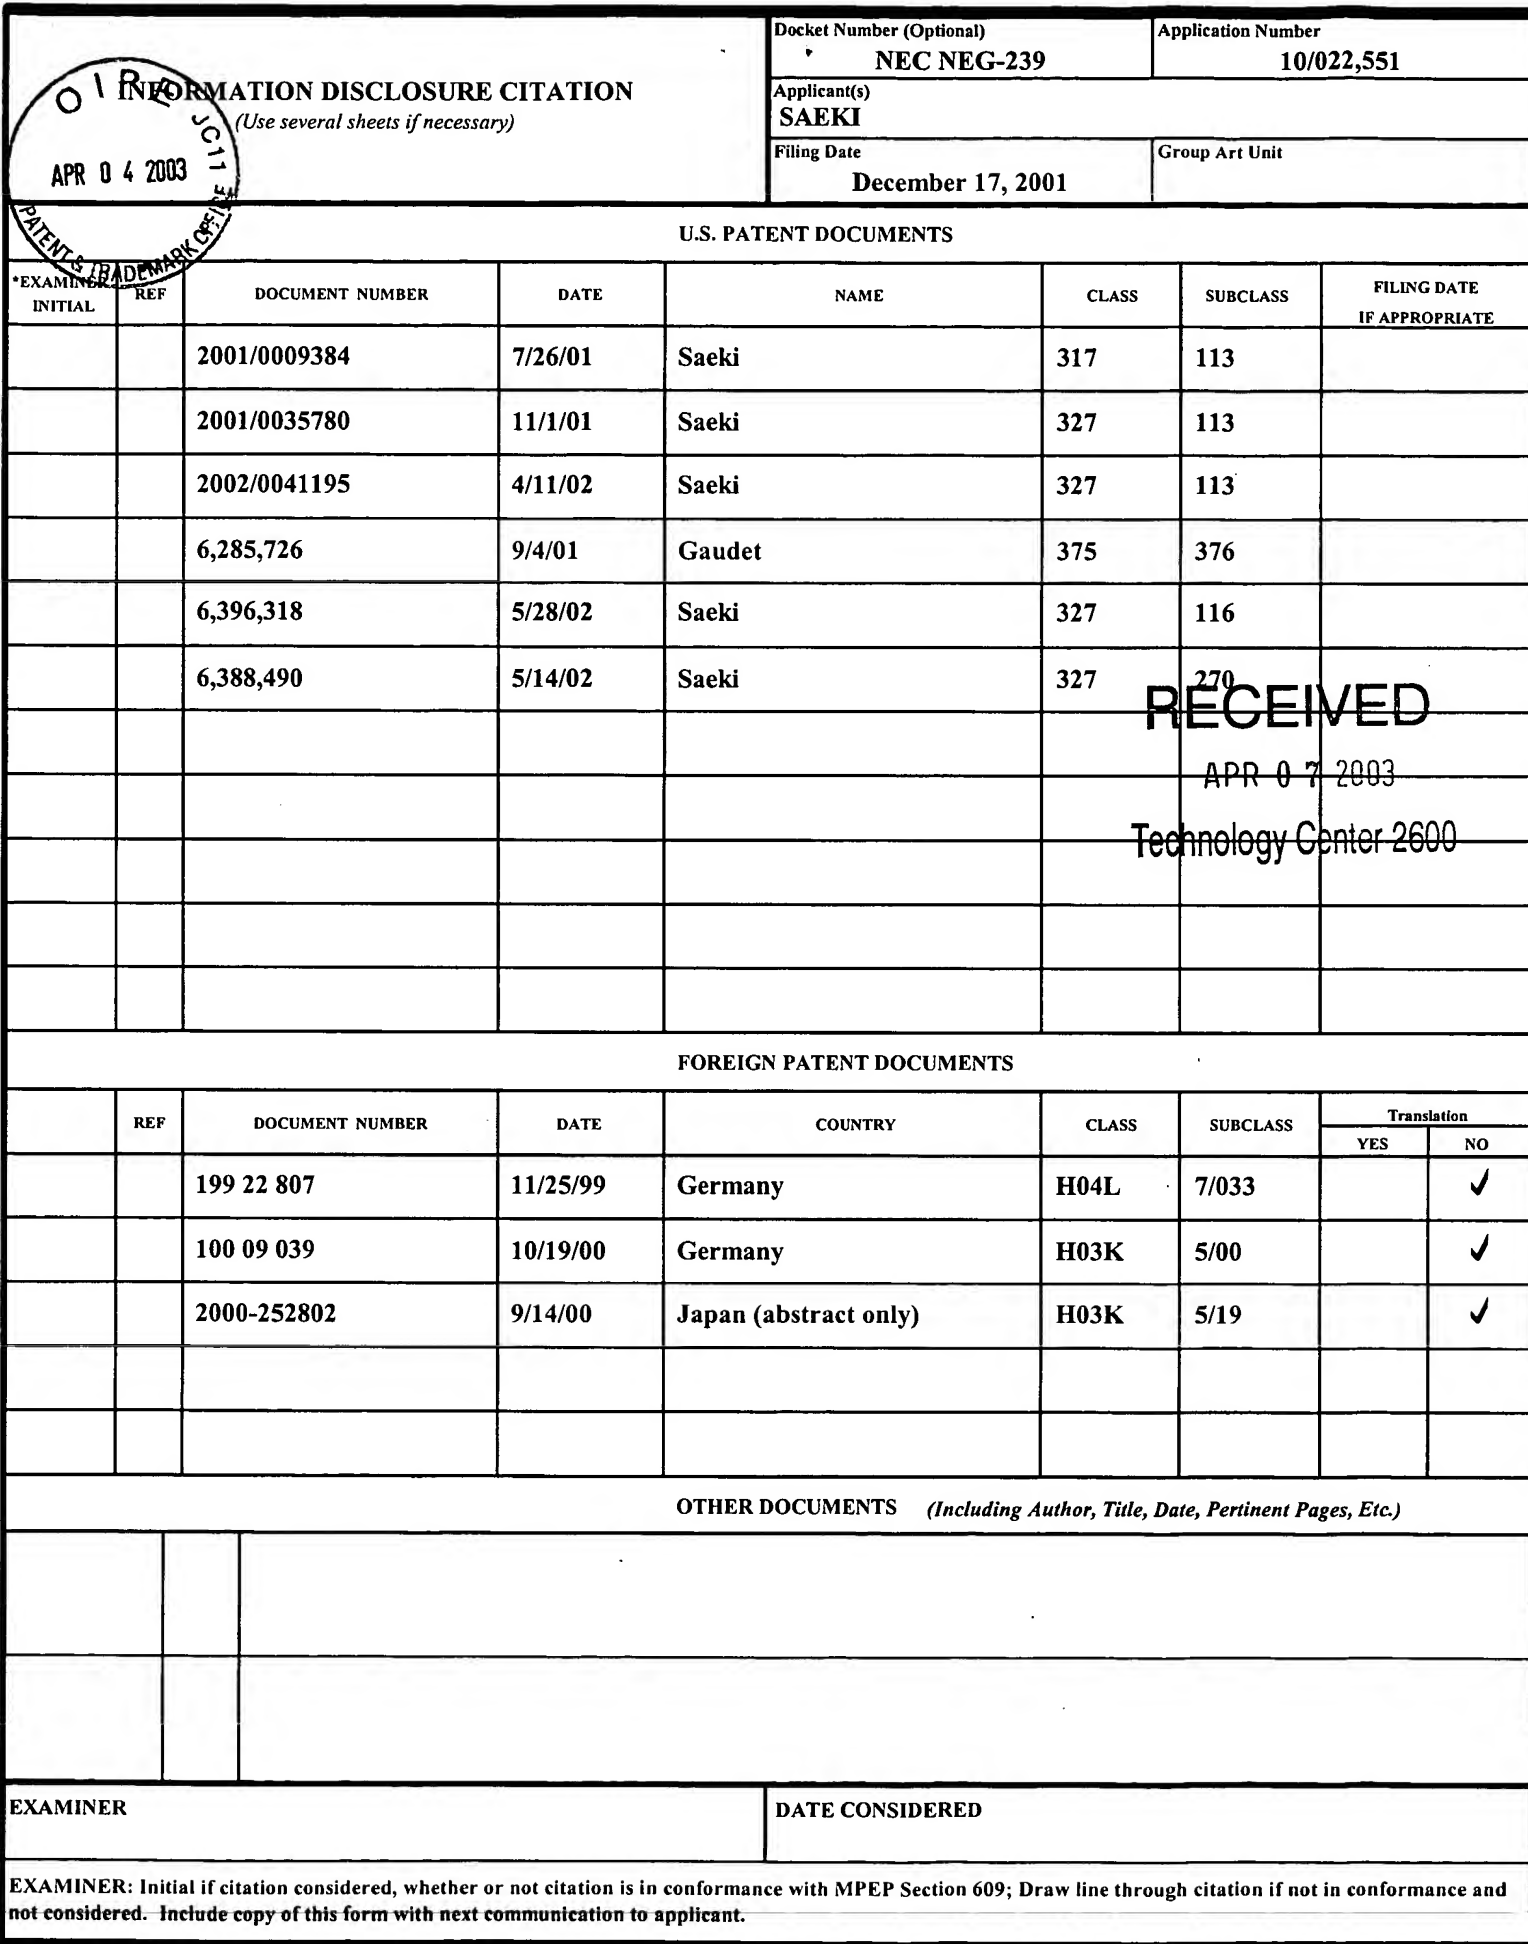 Docket Number (Optional)
NEC NEG-239
Application Number
10/022,551
INFORMATION DISCLOSURE CITATION
(Use several sheets if necessary)
Applicant(s)
SAEKI
Filing Date
December 17, 2001
Group Art Unit
O I P E JC11
APR 0 4 2003
PATENT & TRADEMARK OFFICE
U.S. PATENT DOCUMENTS
*EXAMINER INITIAL REF DOCUMENT NUMBER DATE NAME CLASS SUBCLASS FILING DATE IF APPROPRIATE
2001/0009384 7/26/01 Saeki 317 113
2001/0035780 11/1/01 Saeki 327 113
2002/0041195 4/11/02 Saeki 327 113
6,285,726 9/4/01 Gaudet 375 376
6,396,318 5/28/02 Saeki 327 116
6,388,490 5/14/02 Saeki 327 270
RECEIVED
APR 0 7 2003
Technology Center 2600
FOREIGN PATENT DOCUMENTS
REF DOCUMENT NUMBER DATE COUNTRY CLASS SUBCLASS Translation
YES NO
199 22 807 11/25/99 Germany H04L 7/033 ✓
100 09 039 10/19/00 Germany H03K 5/00 ✓
2000-252802 9/14/00 Japan (abstract only) H03K 5/19 ✓
OTHER DOCUMENTS (Including Author, Title, Date, Pertinent Pages, Etc.)
EXAMINER
DATE CONSIDERED
EXAMINER: Initial if citation considered, whether or not citation is in conformance with MPEP Section 609; Draw line through citation if not in conformance and
not considered. Include copy of this form with next communication to applicant.